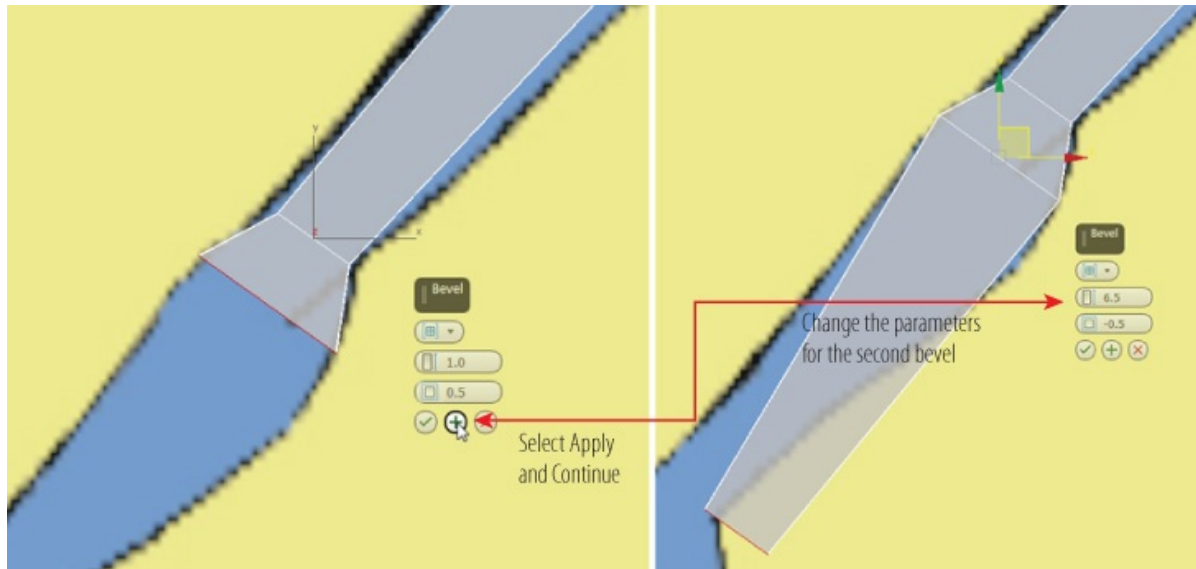 y
x
z
Bevel
1.0
0.5
Select Apply
and Continue
Bevel
6.5
-0.5
Change the parameters
for the second bevel